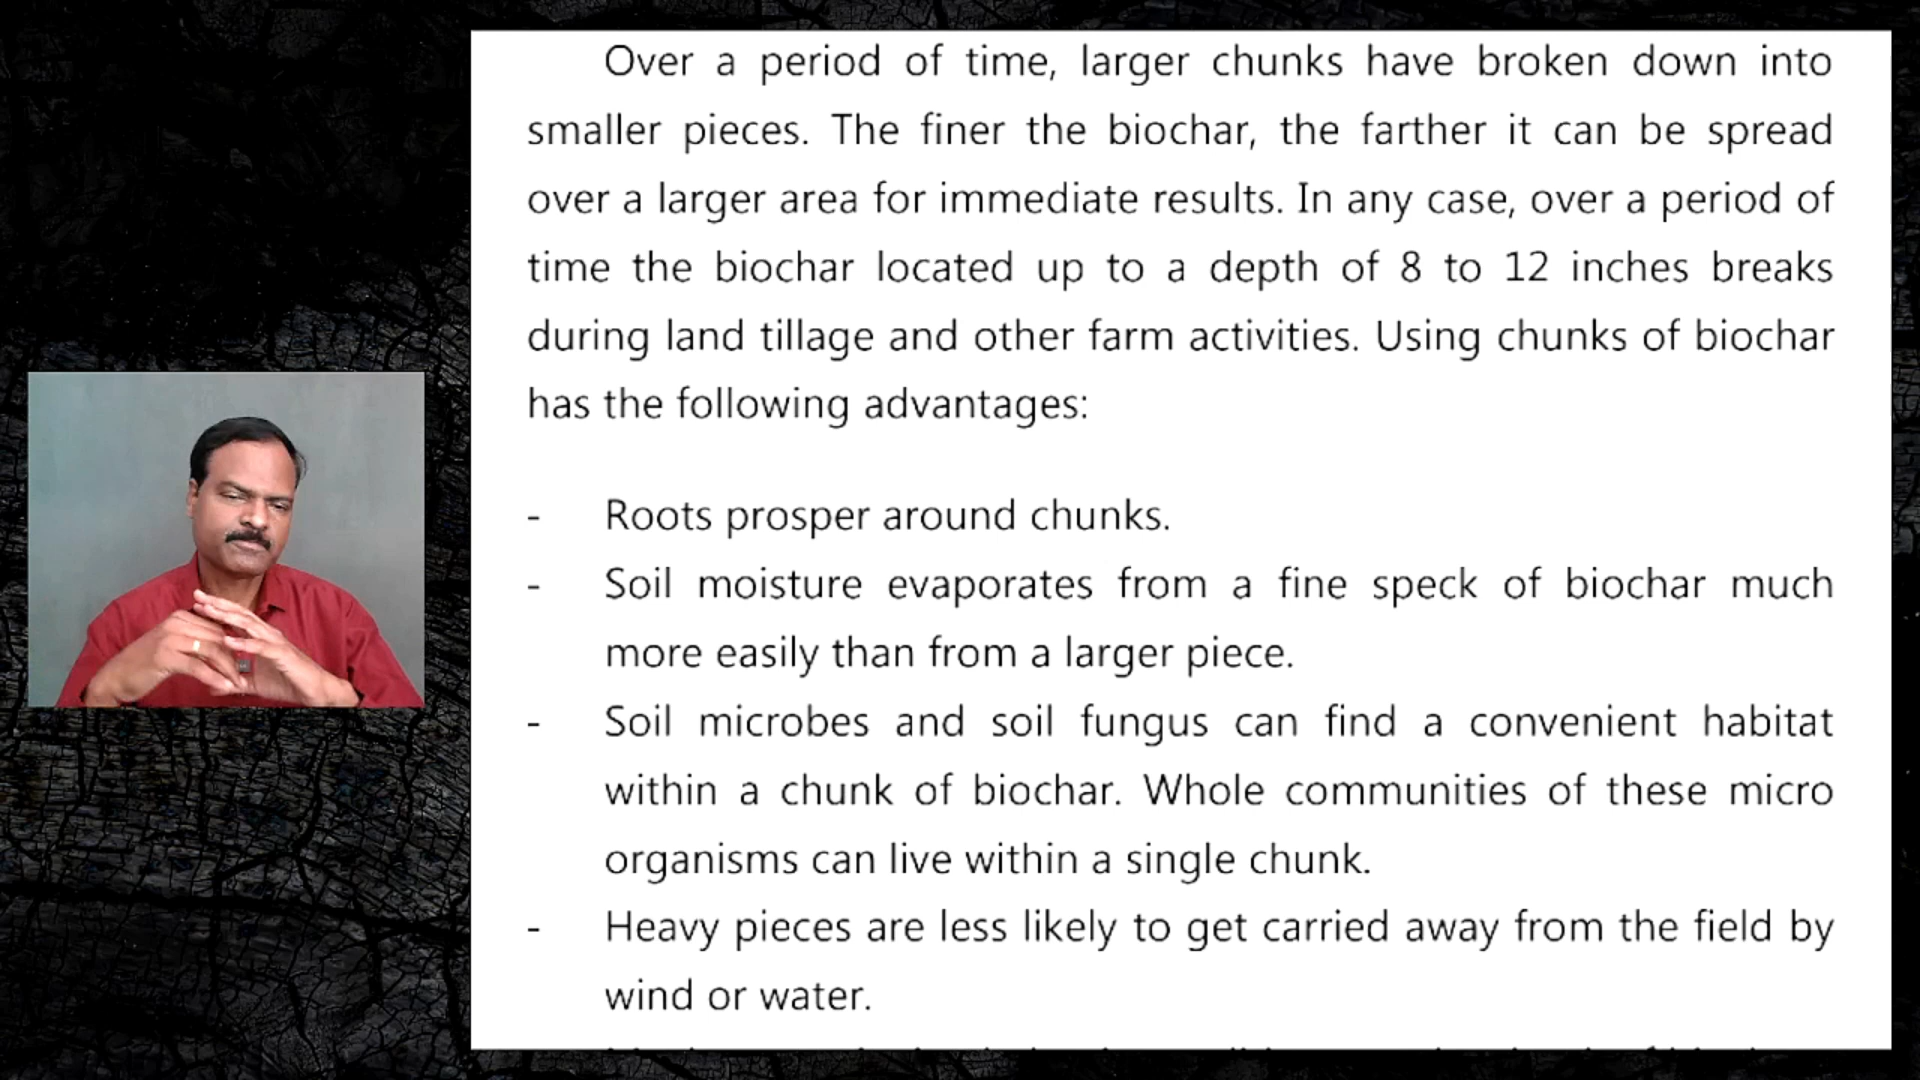 Over a period of time, larger chunks have broken down into
smaller pieces. The finer the biochar, the farther it can be spread
over a larger area for immediate results. In any case, over a period of
time the biochar located up to a depth of 8 to 12 inches breaks
during land tillage and other farm activities. Using chunks of biochar
has the following advantages:
- Roots prosper around chunks.
- Soil moisture evaporates from a fine speck of biochar much
more easily than from a larger piece.
- Soil microbes and soil fungus can find a convenient habitat
within a chunk of biochar. Whole communities of these micro
organisms can live within a single chunk.
- Heavy pieces are less likely to get carried away from the field by
wind or water.